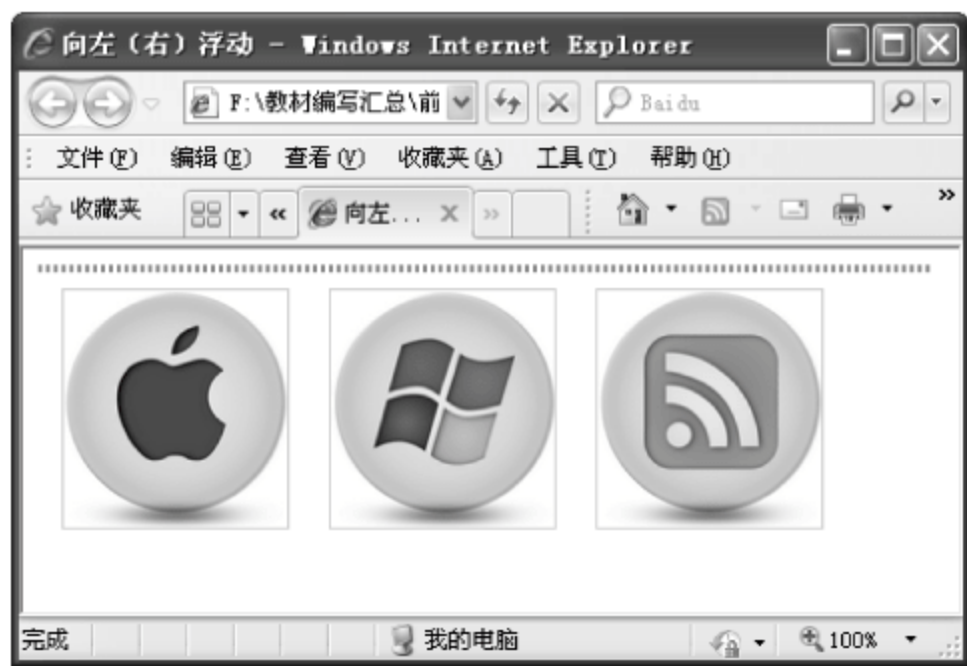 向左（右）浮动 - Windows Internet Explorer
F:\教材编写汇总\前 Baidu
文件(F) 编辑(E) 查看(V) 收藏夹(A) 工具(T) 帮助(H)
收藏夹 向左...
完成 我的电脑 100%